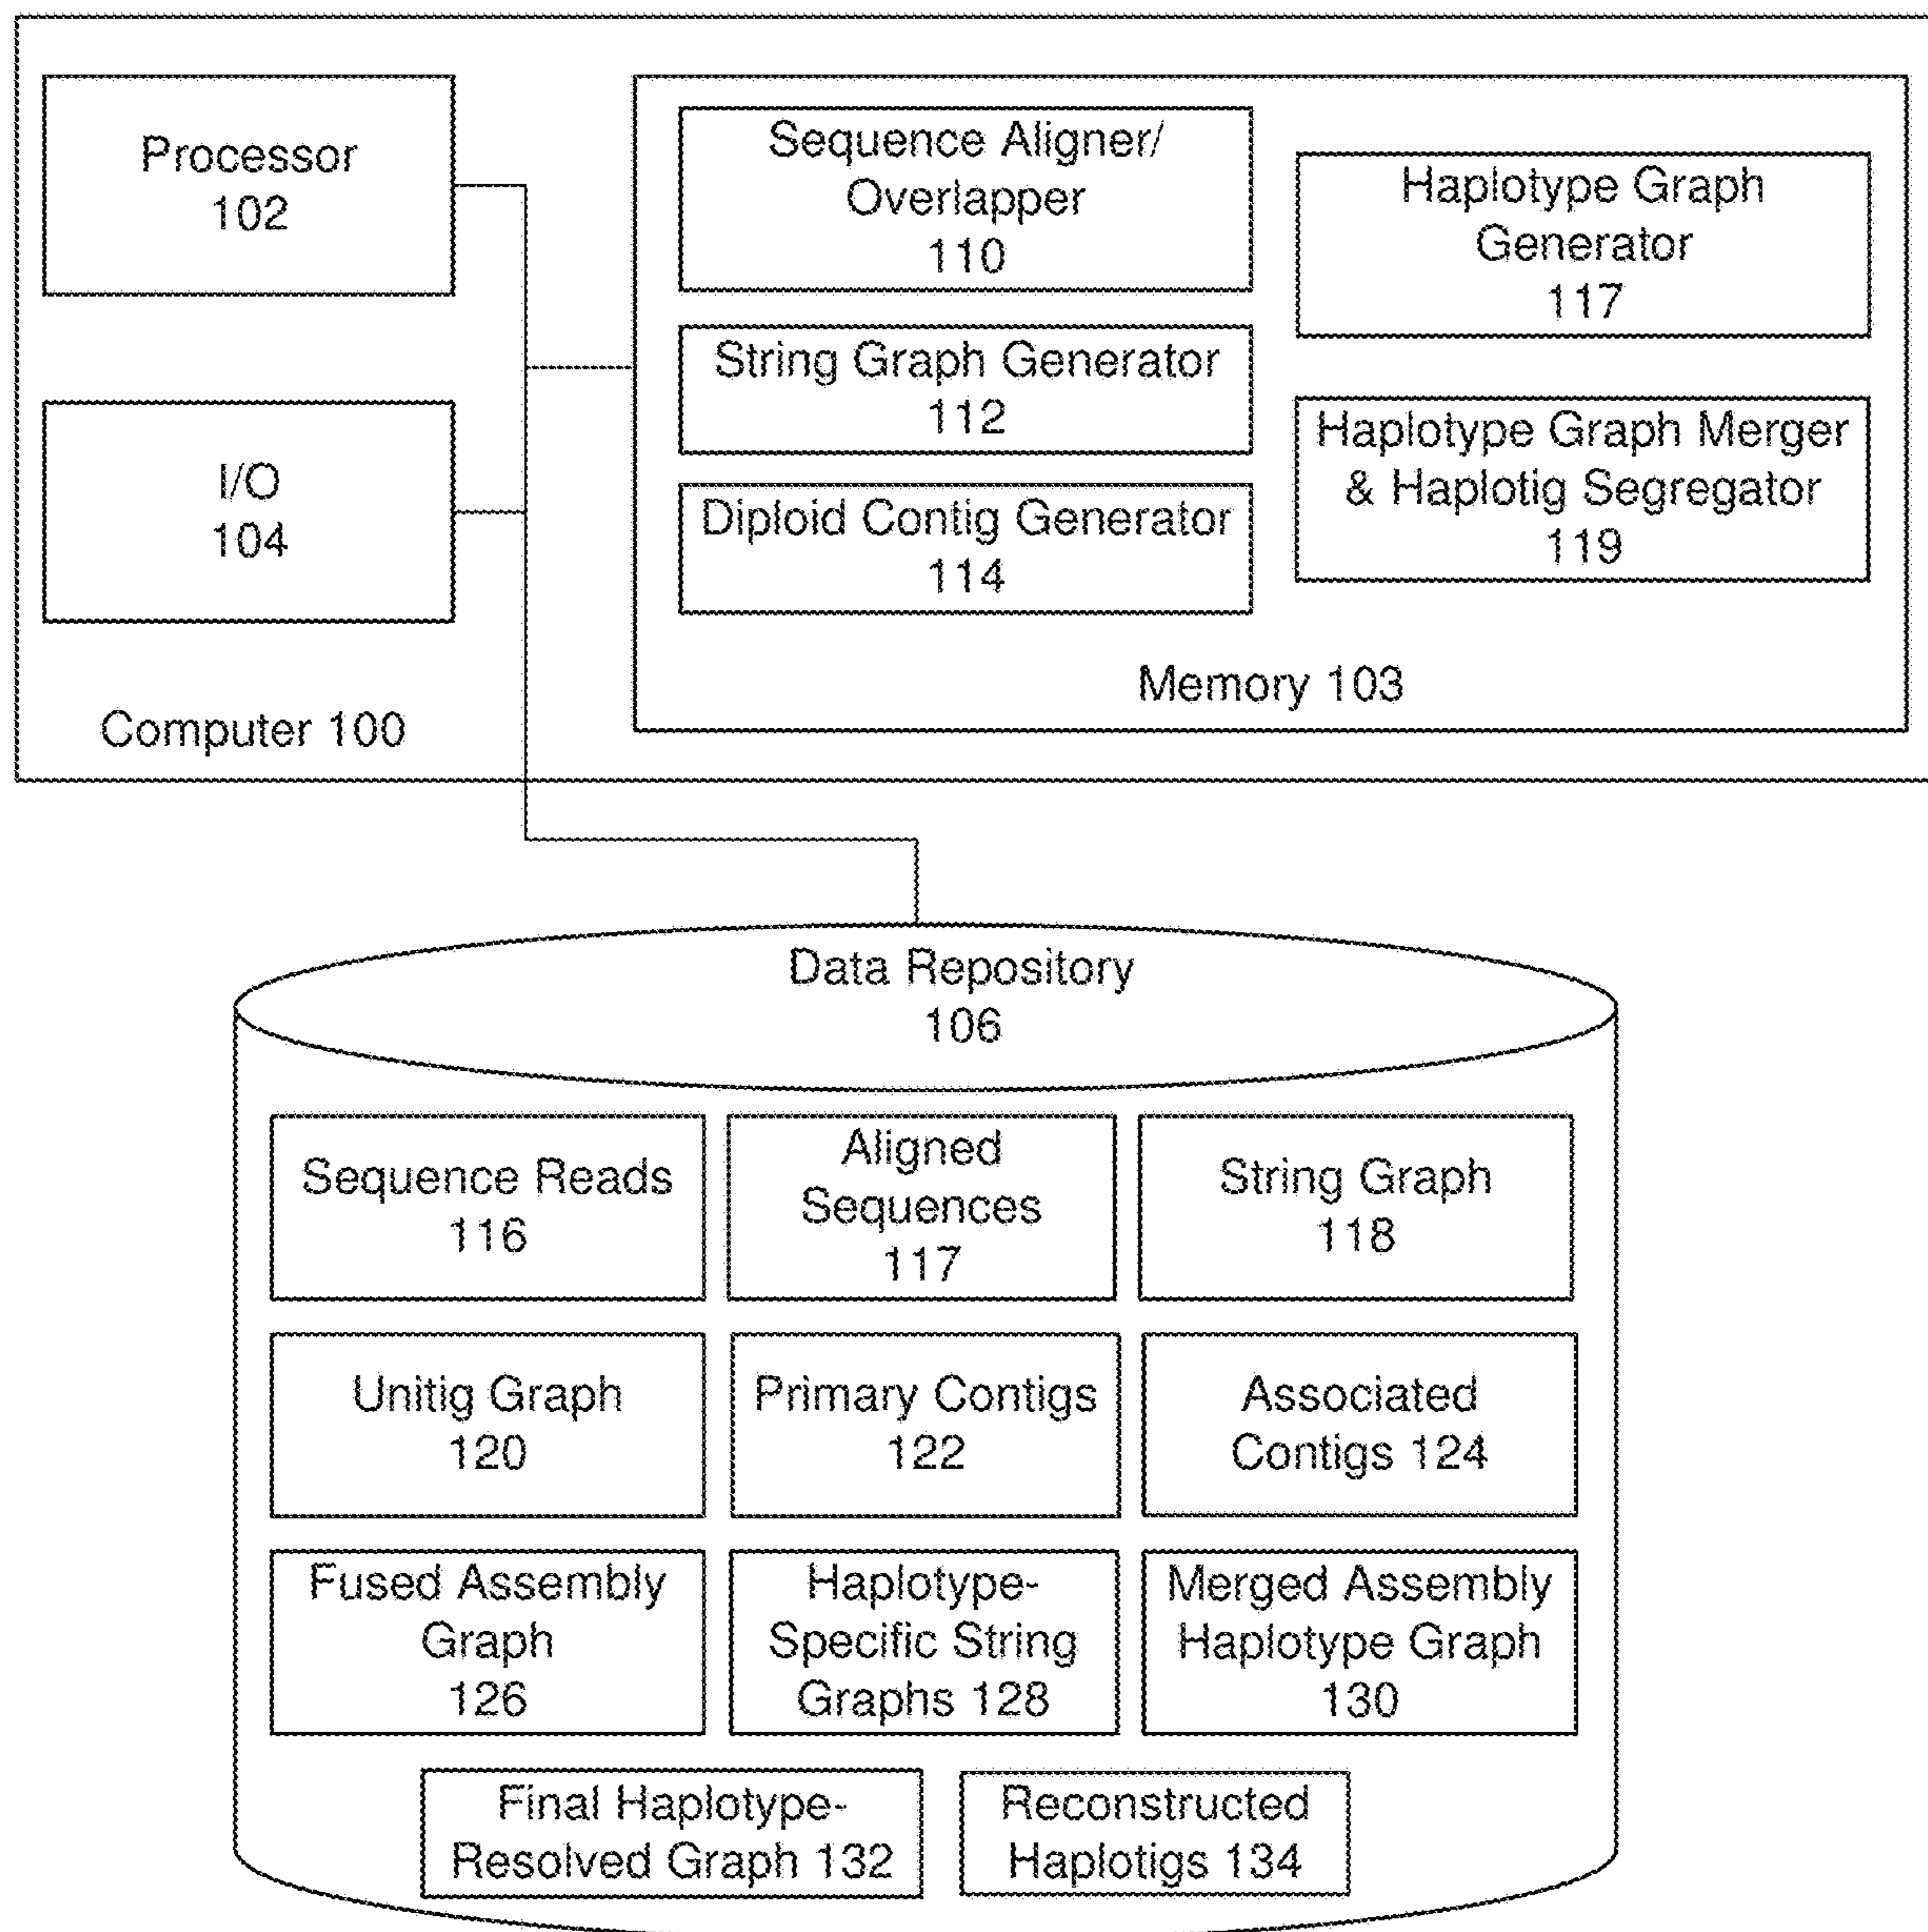 Processor
102
I/O
104
Computer 100
Sequence Aligner/
Overlapper
110
String Graph Generator
112
Diploid Contig Generator
114
Haplotype Graph
Generator
117
Haplotype Graph Merger
& Haplotig Segregator
119
Memory 103
Data Repository
106
Sequence Reads
116
Aligned
Sequences
117
String Graph
118
Unitig Graph
120
Primary Contigs
122
Associated
Contigs 124
Fused Assembly
Graph
126
Haplotype-
Specific String
Graphs 128
Merged Assembly
Haplotype Graph
130
Final Haplotype-
Resolved Graph 132
Reconstructed
Haplotigs 134